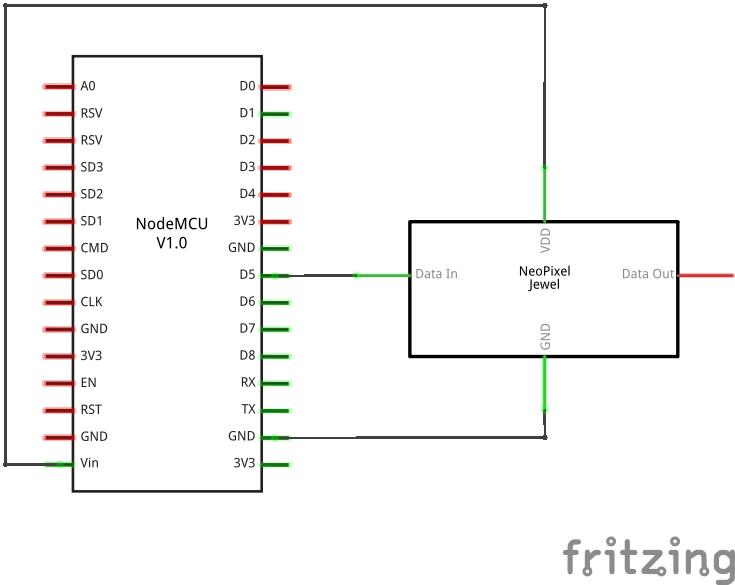 A0
RSV
RSV
SD3
SD2
SD1
CMD
SD0
CLK
GND
3V3
EN
RST
GND
Vin
NodeMCU
V1.0
D0
D1
D2
D3
D4
3V3
GND
D5
D6
D7
D8
RX
TX
GND
3V3
VDD
Data In
NeoPixel
Jewel
Data Out
GND
fritzing